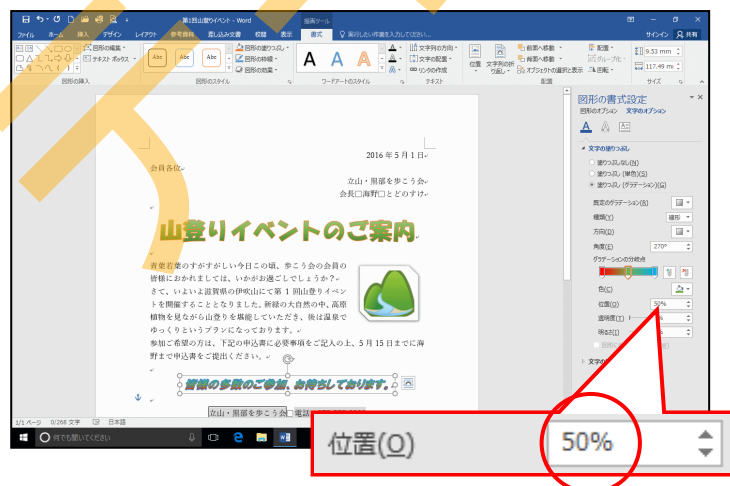 第1回山登りイベント - Word
描画ツール
ファイル ホーム 挿入 デザイン レイアウト 参考資料 差し込み文書 校閲 表示 書式 実行したい作業を入力してください... サインイン 共有
図形の編集
テキスト ボックス
図形の挿入
Abc Abc Abc
図形の塗りつぶし
図形の枠線
図形の効果
図形のスタイル
A A A
ワードアートのスタイル
文字列の方向
文字の配置
リンクの作成
テキスト
位置 文字列の折り返し
前面へ移動
背面へ移動
オブジェクトの選択と表示
配置
グループ化
回転
配置
9.53 mm
117.49 mm
サイズ
2016 年 5 月 1 日
会員各位
立山・黒部を歩こう会
会長□海野□とどのすけ
山登りイベントのご案内
青葉若葉のすがすがしい今日この頃、歩こう会の会員の
皆様におかれましては、いかがお過ごしでしょうか?
さて、いよいよ滋賀県の伊吹山にて第 1 回山登りイベン
トを開催することとなりました。新緑の大自然の中、高原
植物を見ながら山登りを堪能していただき、後は温泉で
ゆっくりというプランになっております。
参加ご希望の方は、下記の申込書に必要事項をご記入の上、5 月 15 日までに海
野まで申込書をご提出ください。
皆様の多数のご参加、お待ちしております。
立山・黒部を歩こう会□電話
図形の書式設定
図形のオプション 文字のオプション
文字の塗りつぶし
塗りつぶしなし(N)
塗りつぶし (単色)(S)
塗りつぶし (グラデーション)(G)
既定のグラデーション(R)
種類(Y) 線形
方向(D)
角度(E) 270°
グラデーションの分岐点
色(C)
位置(O) 50%
透明度(T)
明るさ(I)
1/1 ページ 0/268 文字 日本語
何でも聞いてください
位置(O) 50%